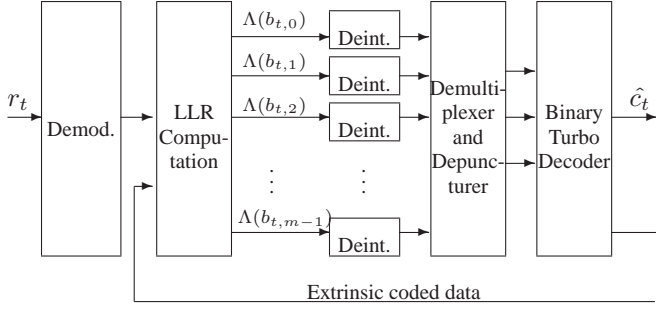 r_t
Demod.
LLR
Compu-
tation
Λ(b_{t,0})
Λ(b_{t,1})
Λ(b_{t,2})
⋮
Λ(b_{t,m−1})
Deint.
Deint.
Deint.
⋮
Deint.
Demulti-
plexer
and
Depunc-
turer
Binary
Turbo
Decoder
ĉ_t
Extrinsic coded data